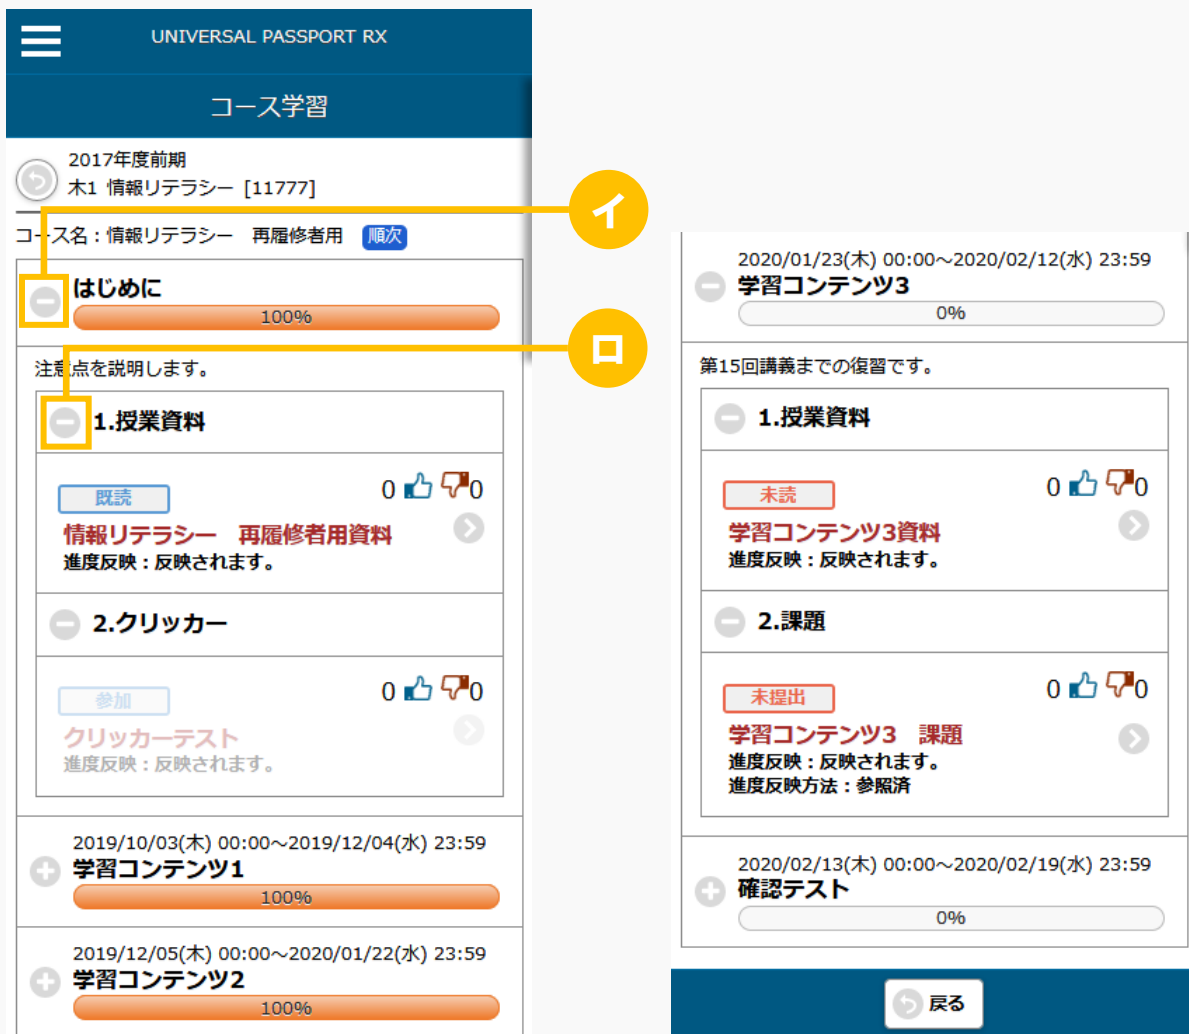 UNIVERSAL PASSPORT RX
コース学習
2017年度前期
木1 情報リテラシー [11777]
コース名：情報リテラシー　再履修者用 順次
はじめに
100%
注意点を説明します。
1.授業資料
既読
0 0
情報リテラシー　再履修者用資料
進度反映：反映されます。
2.クリッカー
参加
0 0
クリッカーテスト
進度反映：反映されます。
2019/10/03(木) 00:00～2019/12/04(水) 23:59
学習コンテンツ1
100%
2019/12/05(木) 00:00～2020/01/22(水) 23:59
学習コンテンツ2
100%
イ
ロ
2020/01/23(木) 00:00～2020/02/12(水) 23:59
学習コンテンツ3
0%
第15回講義までの復習です。
1.授業資料
未読
0 0
学習コンテンツ3資料
進度反映：反映されます。
2.課題
未提出
0 0
学習コンテンツ3　課題
進度反映：反映されます。
進度反映方法：参照済
2020/02/13(木) 00:00～2020/02/19(水) 23:59
確認テスト
0%
戻る